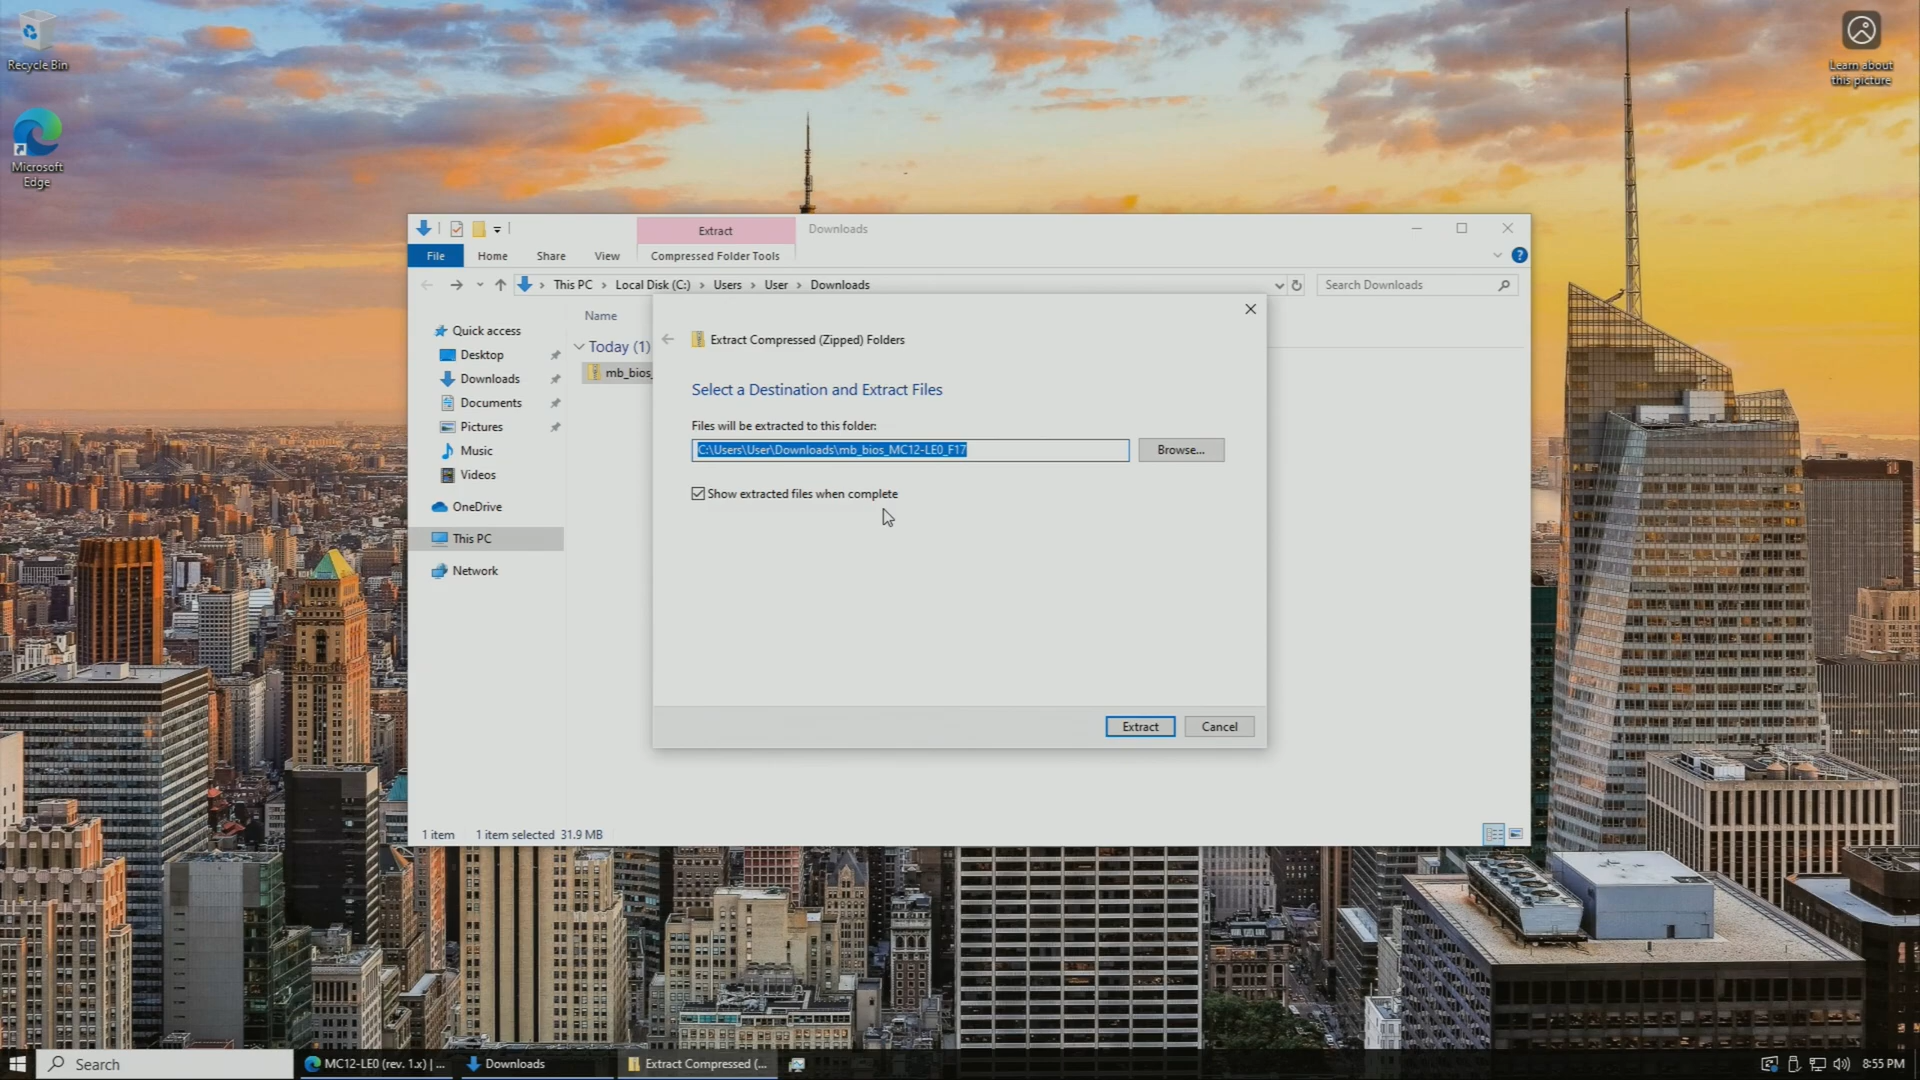 Recycle Bin
Microsoft
Edge
Learn about
this picture
Extract
Downloads
File
Home
Share
View
Compressed Folder Tools
This PC > Local Disk (C:) > Users > User > Downloads
Search Downloads
Name
Quick access
Desktop
Downloads
Documents
Pictures
Music
Videos
OneDrive
This PC
Network
Today (1)
mb_bios_
Extract Compressed (Zipped) Folders
Select a Destination and Extract Files
Files will be extracted to this folder:
C:\Users\User\Downloads\mb_bios_MC12-LE0_F17
Browse...
Show extracted files when complete
Extract
Cancel
1 item
1 item selected 31.9 MB
Search
MC12-LE0 (rev. 1.x) | ...
Downloads
Extract Compressed (...
8:55 PM